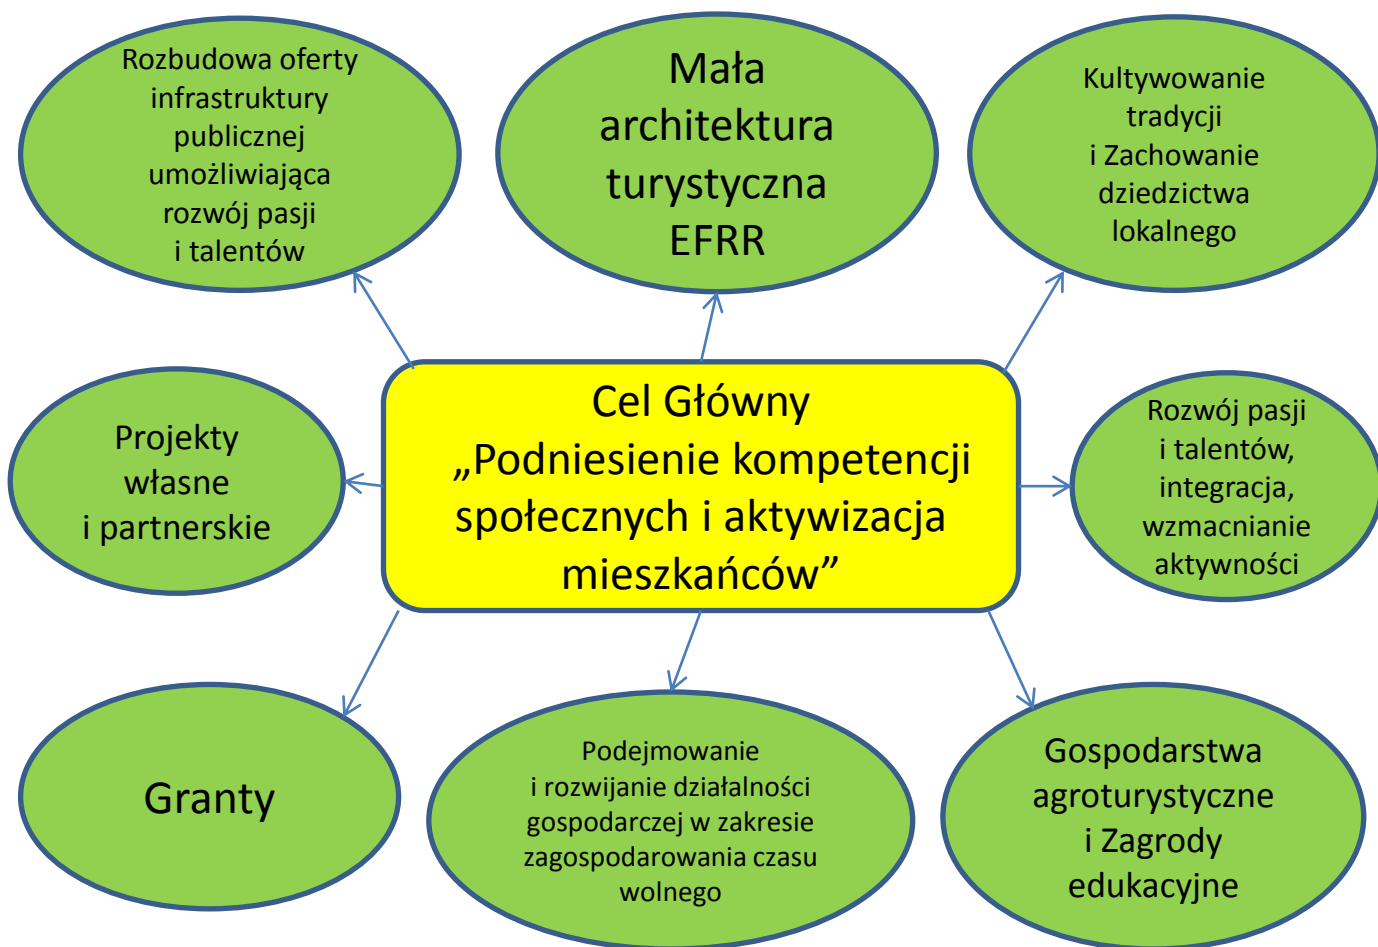 Rozbudowa oferty
infrastruktury
publicznej
umożliwiająca
rozwój pasji
i talentów
Mała
architektura
turystyczna
EFRR
Kultywowanie
tradycji
i Zachowanie
dziedzictwa
lokalnego
Projekty
własne
i partnerskie
Cel Główny
„Podniesienie kompetencji
społecznych i aktywizacja
mieszkańców”
Rozwój pasji
i talentów,
integracja,
wzmacnianie
aktywności
Granty
Podejmowanie
i rozwijanie działalności
gospodarczej w zakresie
zagospodarowania czasu
wolnego
Gospodarstwa
agroturystyczne
i Zagrody
edukacyjne